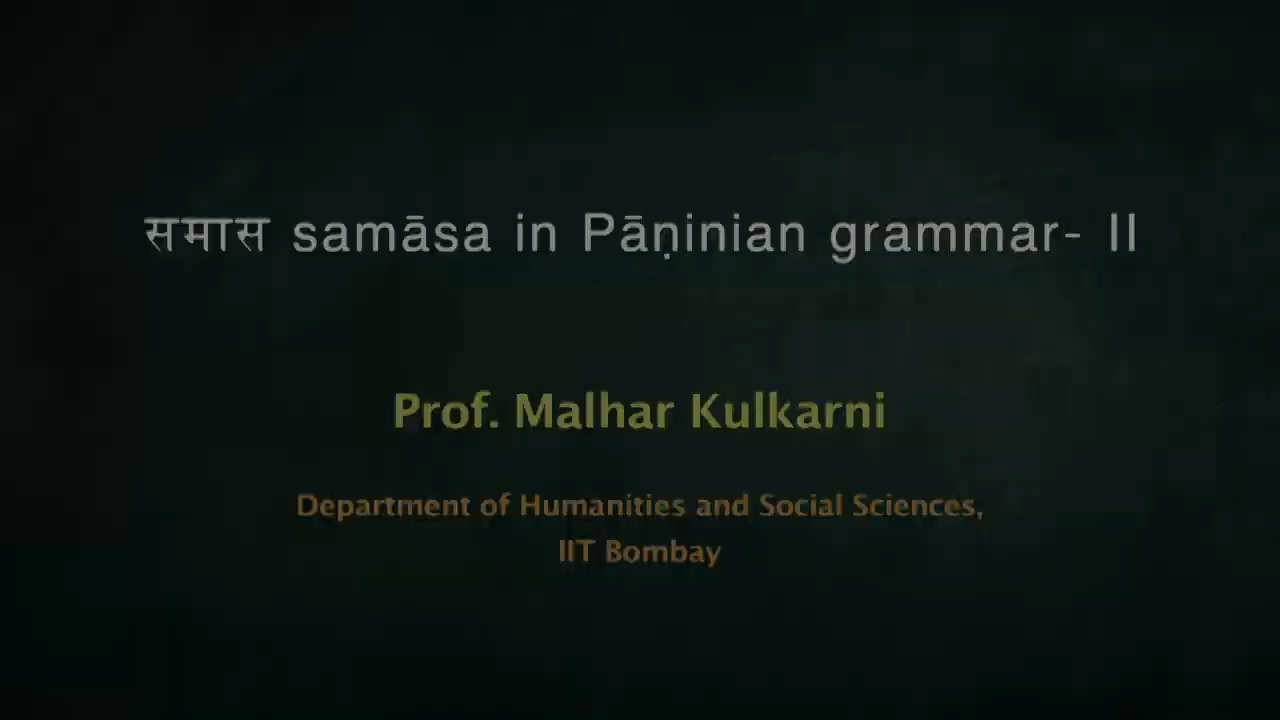 समास samāsa in Pāṇinian grammar- II
Prof. Malhar Kulkarni
Department of Humanities and Social Sciences,
IIT Bombay